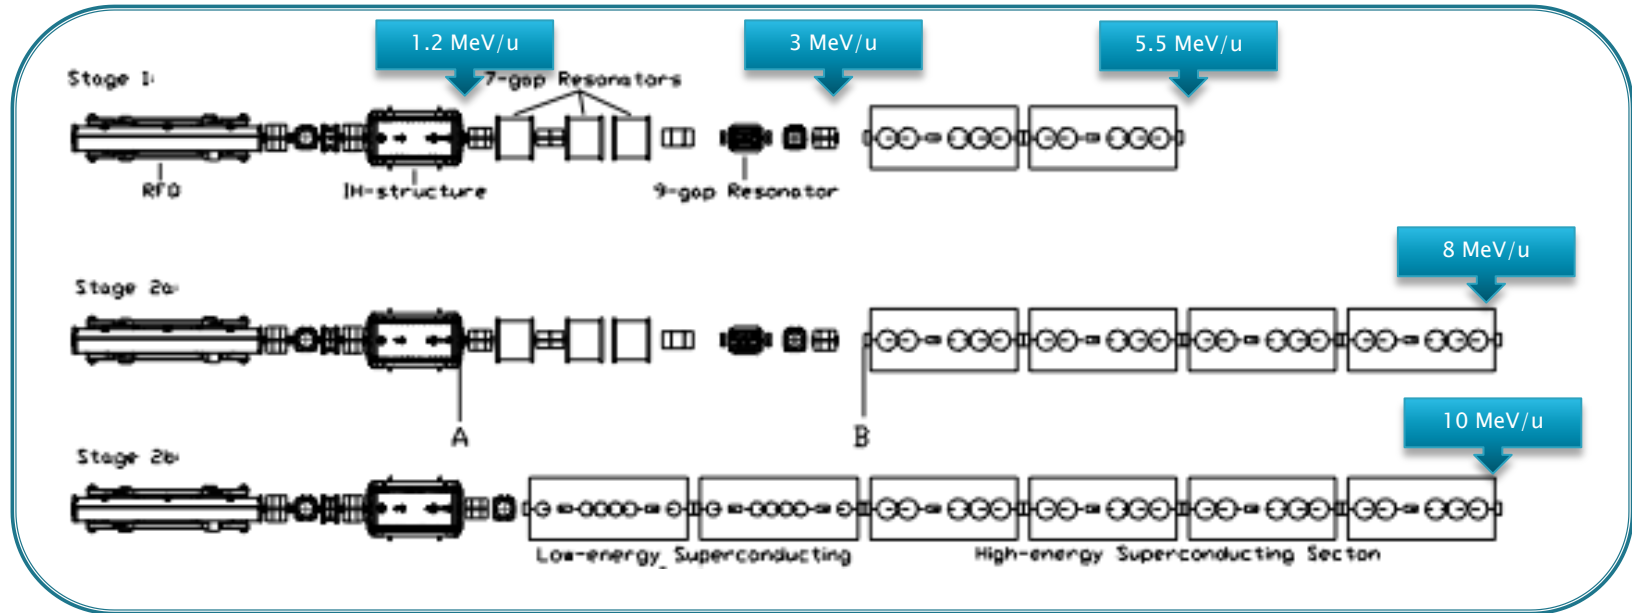 1.2 MeV/u
3 MeV/u
5.5 MeV/u
Stage 1:
7-gap Resonators
RFQ
IH-structure
9-gap Resonator
8 MeV/u
Stage 2a:
A
B
10 MeV/u
Stage 2b:
Low-energy Superconducting
High-energy Superconducting Secton